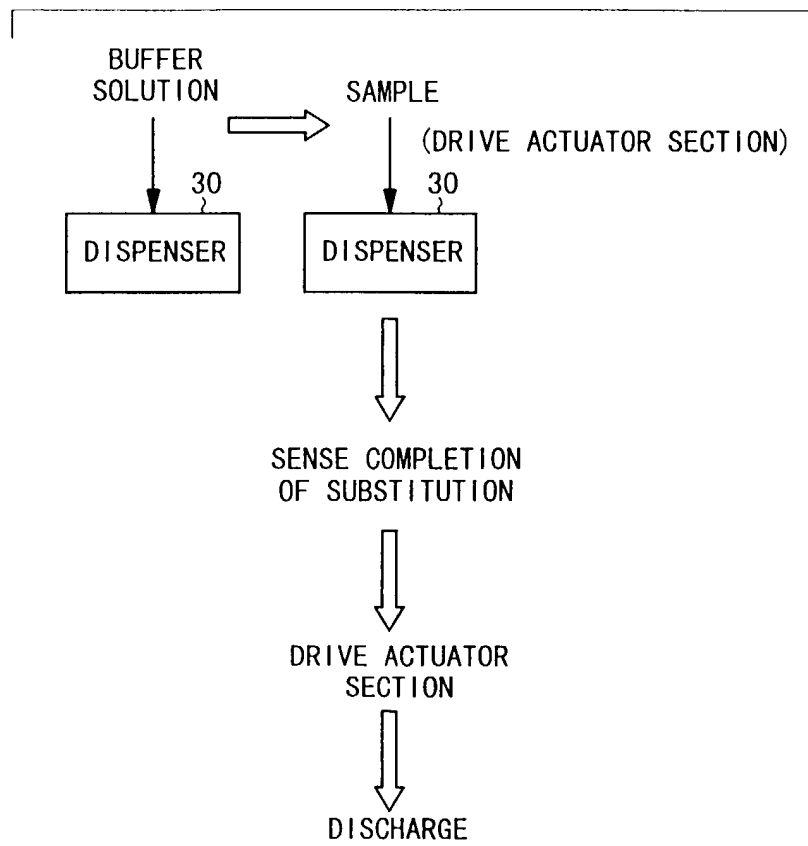 BUFFER
SOLUTION
SAMPLE
(DRIVE ACTUATOR SECTION)
30
30
DISPENSER
DISPENSER
SENSE COMPLETION
OF SUBSTITUTION
DRIVE ACTUATOR
SECTION
DISCHARGE